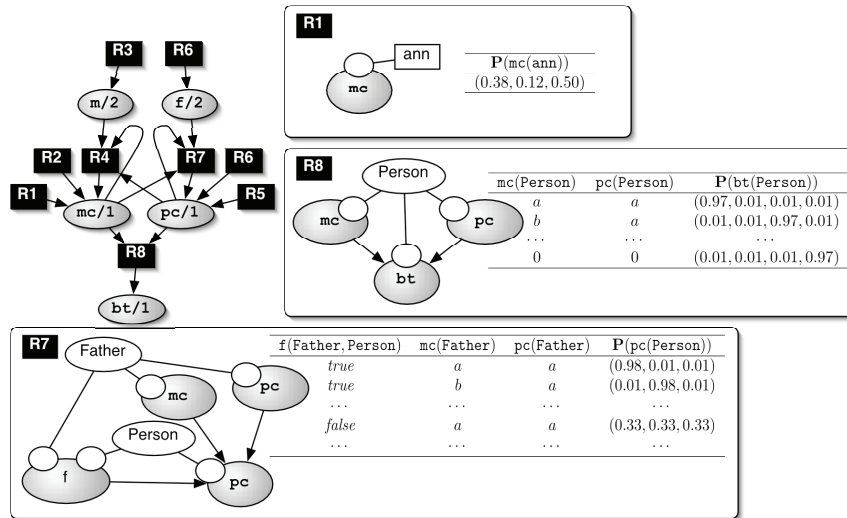 R3 R6
m/2 f/2
R2 R4 R7 R6
R1 R5
mc/1 pc/1
R8
bt/1
R1
ann
mc
P(mc(ann))
(0.38, 0.12, 0.50)
R8
Person
mc pc
bt
mc(Person) pc(Person) P(bt(Person))
a a (0.97, 0.01, 0.01, 0.01)
b a (0.01, 0.01, 0.97, 0.01)
... ... ...
0 0 (0.01, 0.01, 0.01, 0.97)
R7
Father
mc pc
Person
f pc
f(Father, Person) mc(Father) pc(Father) P(pc(Person))
true a a (0.98, 0.01, 0.01)
true b a (0.01, 0.98, 0.01)
... ... ... ...
false a a (0.33, 0.33, 0.33)
... ... ... ...